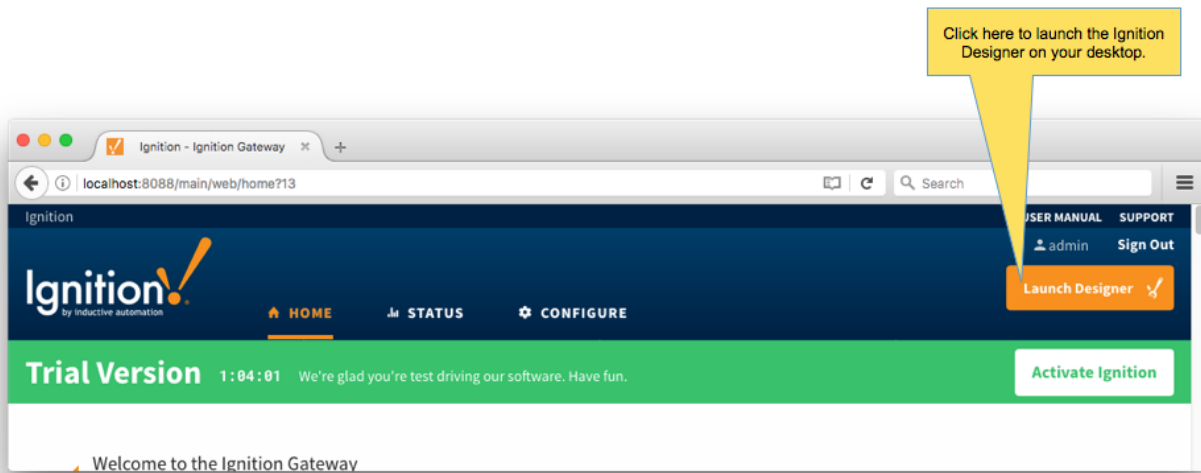 Click here to launch the Ignition
Designer on your desktop.
Ignition - Ignition Gateway
localhost:8088/main/web/home?13
Search
Ignition
USER MANUAL SUPPORT
admin Sign Out
Ignition!
by inductive automation
Launch Designer
HOME STATUS CONFIGURE
Trial Version 1:04:01 We're glad you're test driving our software. Have fun.
Activate Ignition
Welcome to the Ignition Gateway